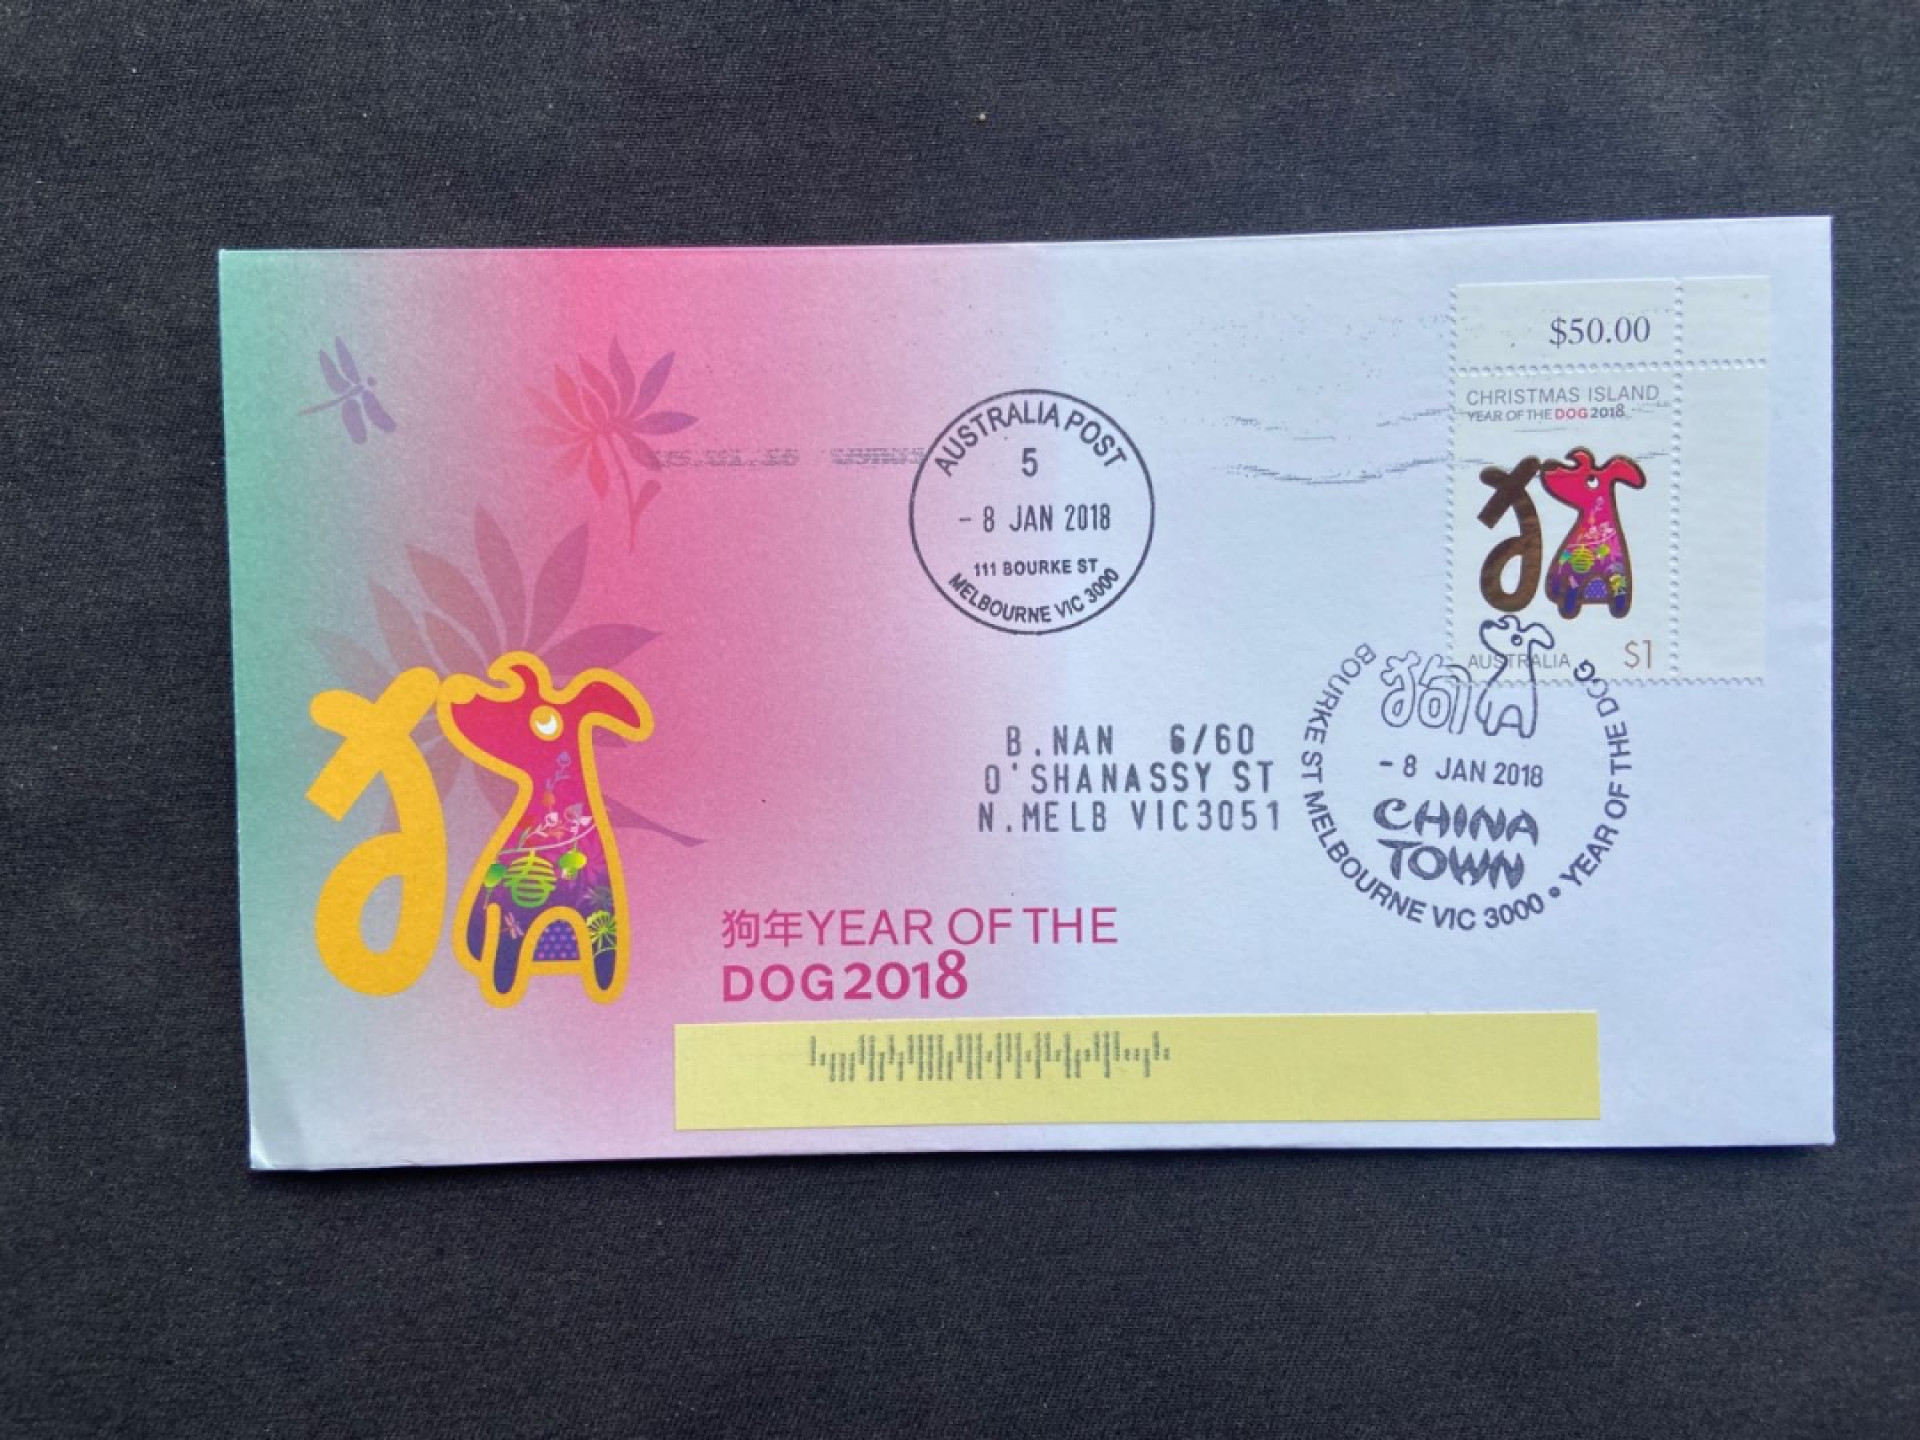 $50.00
CHRISTMAS ISLAND
YEAR OF THE DOG 2018
AUSTRALIA $1
AUSTRALIA POST
5
- 8 JAN 2018
111 BOURKE ST
MELBOURNE VIC 3000
B.NAN 6/60
O'SHANASSY ST
N.MELB VIC3051
狗
- 8 JAN 2018
CHINA
TOWN
BOURKE ST MELBOURNE VIC 3000 • YEAR OF THE DOG
春
狗年YEAR OF THE
DOG 2018